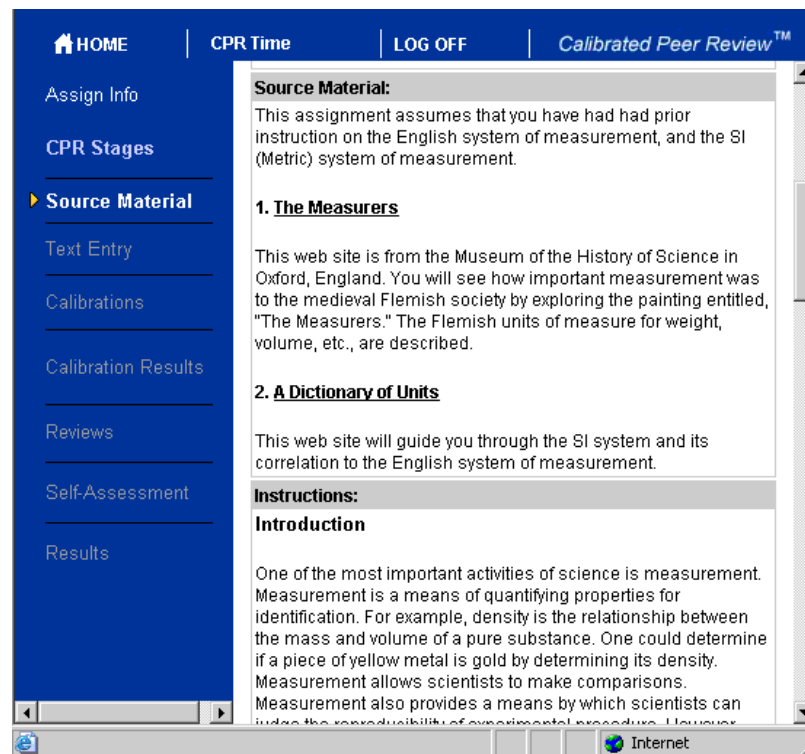 HOME CPR Time LOG OFF Calibrated Peer Review™
Assign Info
CPR Stages
Source Material
Text Entry
Calibrations
Calibration Results
Reviews
Self-Assessment
Results
Source Material:
This assignment assumes that you have had had prior
instruction on the English system of measurement, and the SI
(Metric) system of measurement.
1. The Measurers
This web site is from the Museum of the History of Science in
Oxford, England. You will see how important measurement was
to the medieval Flemish society by exploring the painting entitled,
"The Measurers." The Flemish units of measure for weight,
volume, etc., are described.
2. A Dictionary of Units
This web site will guide you through the SI system and its
correlation to the English system of measurement.
Instructions:
Introduction
One of the most important activities of science is measurement.
Measurement is a means of quantifying properties for
identification. For example, density is the relationship between
the mass and volume of a pure substance. One could determine
if a piece of yellow metal is gold by determining its density.
Measurement allows scientists to make comparisons.
Measurement also provides a means by which scientists can
judge the reproducibility of experimental procedure. However
Internet